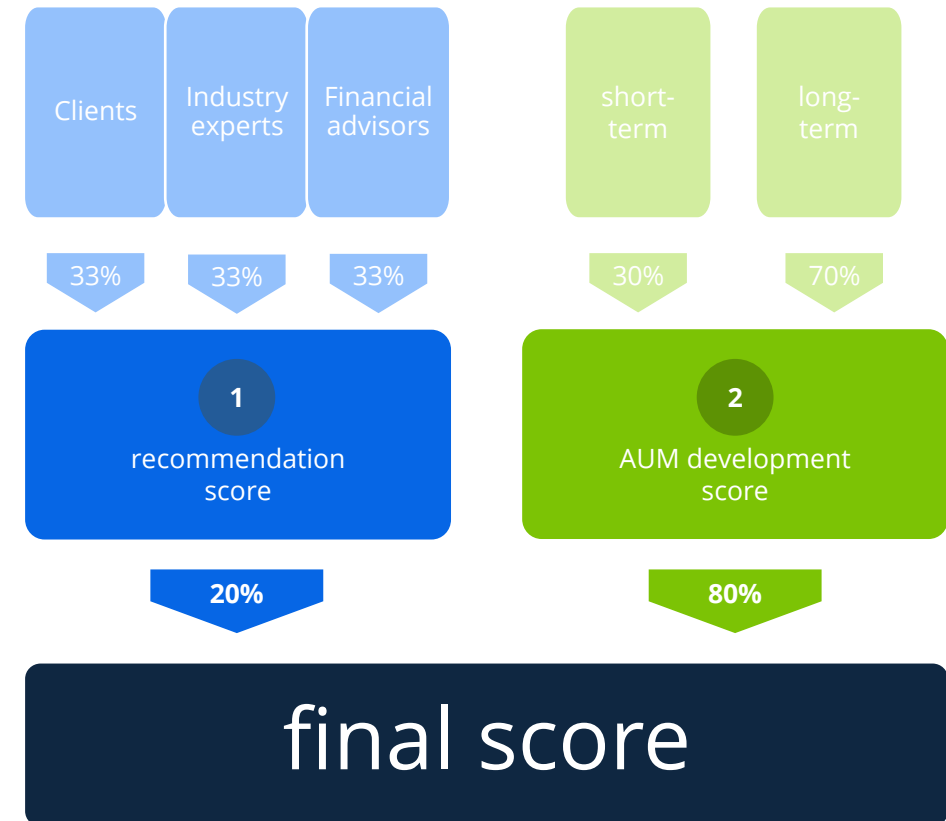 Clients
Industry
experts
Financial
advisors
short-
term
long-
term
33%
33%
33%
30%
70%
1
recommendation
score
2
AUM development
score
20%
80%
final score